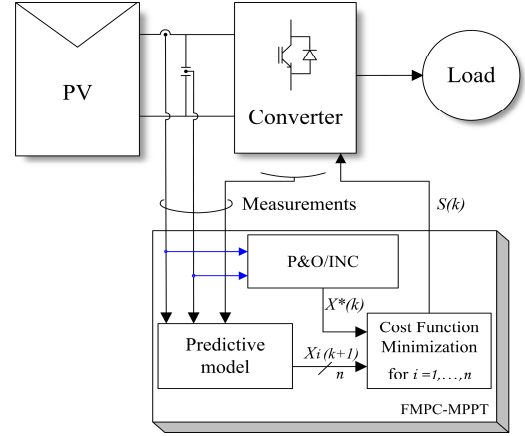 PV
Converter
Load
Measurements
S(k)
P&O/INC
X*(k)
Predictive
model
Xi (k+1)
n
Cost Function
Minimization
for i =1,…,n
FMPC-MPPT